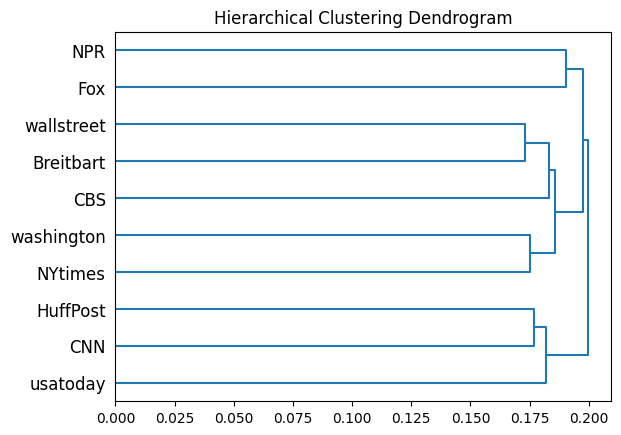 Hierarchical Clustering Dendrogram
NPR
Fox
wallstreet
Breitbart
CBS
washington
NYtimes
HuffPost
CNN
usatoday
0.000 0.025 0.050 0.075 0.100 0.125 0.150 0.175 0.200